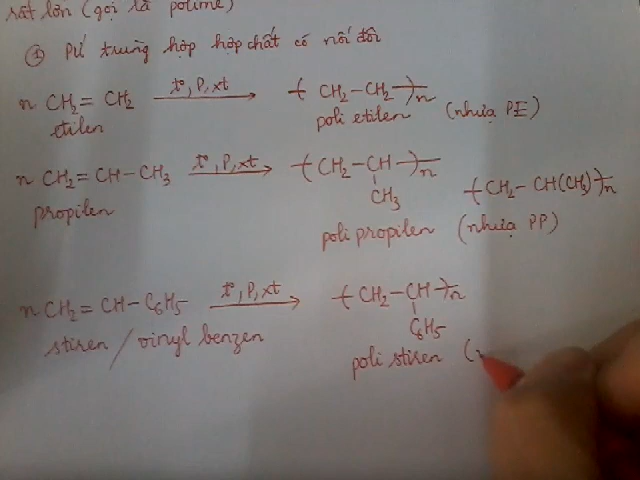 rất lớn (gọi là polime)
① Pứ trùng hợp hợp chất có nối đôi
n CH₂ = CH₂ t°, P, xt → -( CH₂ – CH₂ )-n
etilen poli etilen (nhựa PE)
n CH₂ = CH – CH₃ t°, P, xt → -( CH₂ – CH )-n
CH₃
-( CH₂ – CH(CH₃) )-n
propilen poli propilen (nhựa PP)
n CH₂ = CH – C₆H₅ t°, P, xt → -( CH₂ – CH )-n
C₆H₅
stiren / vinyl benzen poli stiren (